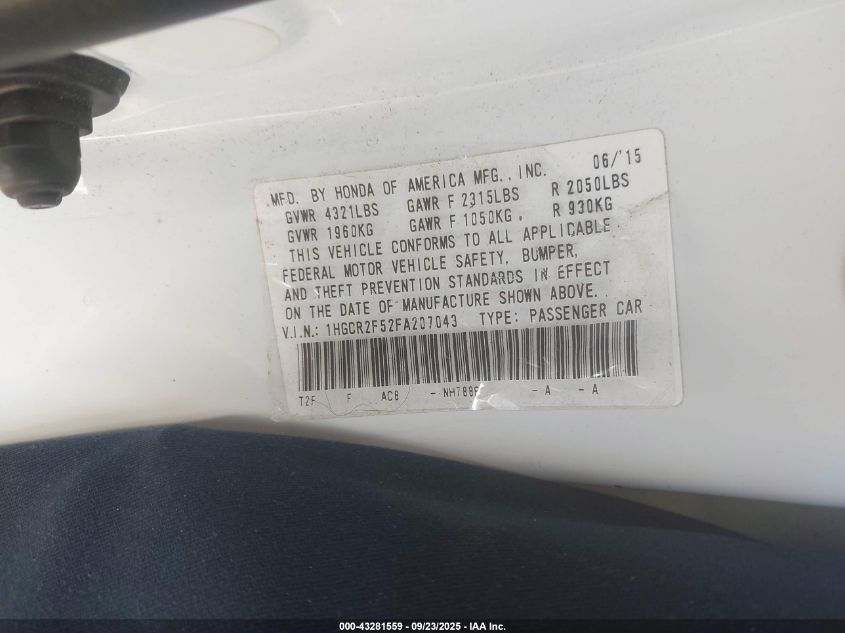 MFD. BY HONDA OF AMERICA MFG., INC. 06/'15
GVWR 4321LBS GAWR F 2315LBS R 2050LBS
GVWR 1960KG GAWR F 1050KG, R 930KG
THIS VEHICLE CONFORMS TO ALL APPLICABLE
FEDERAL MOTOR VEHICLE SAFETY, BUMPER,
AND THEFT PREVENTION STANDARDS IN EFFECT
ON THE DATE OF MANUFACTURE SHOWN ABOVE.
V.I.N.: 1HGCR2F52FA207043 TYPE: PASSENGER CAR
T2F F AC8 - NH788P - A - A
000-43281559 - 09/23/2025 - IAA Inc.